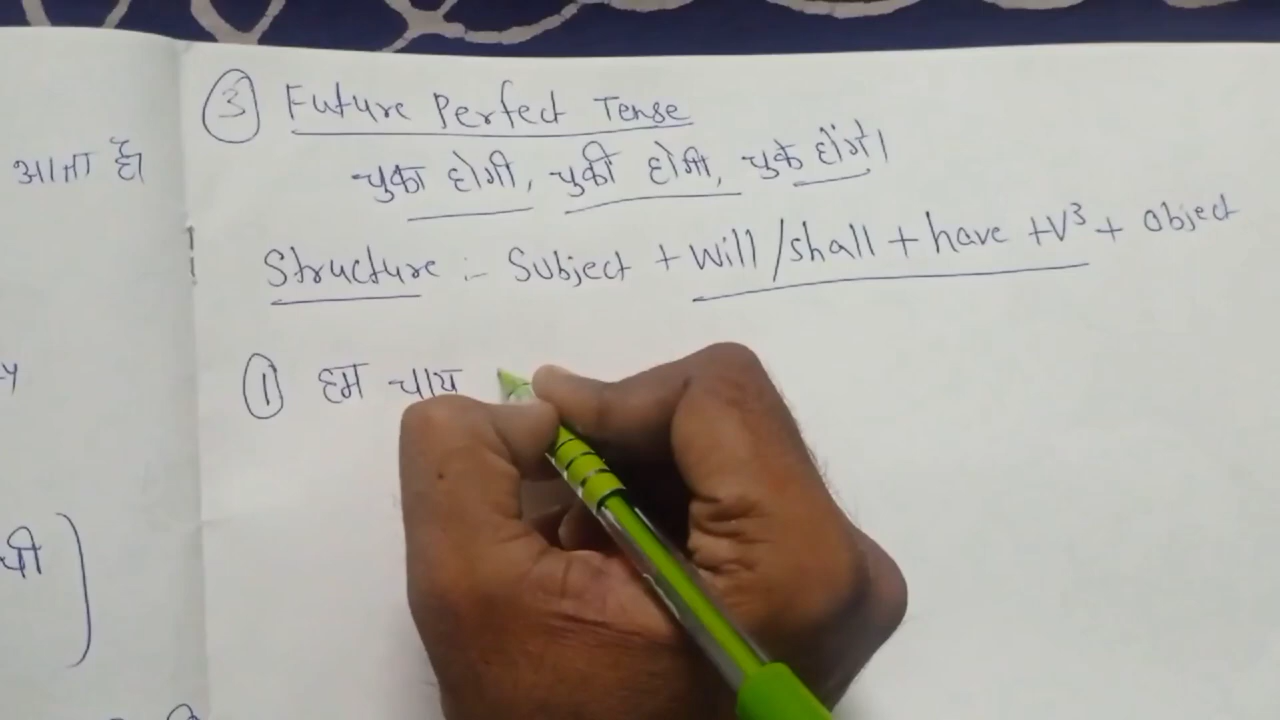 ③ Future Perfect Tense
चुका होगी, चुकी होगी, चुके होंगे।
आता है।
Structure :- Subject + will/shall + have + V³ + Object
① हम चाय